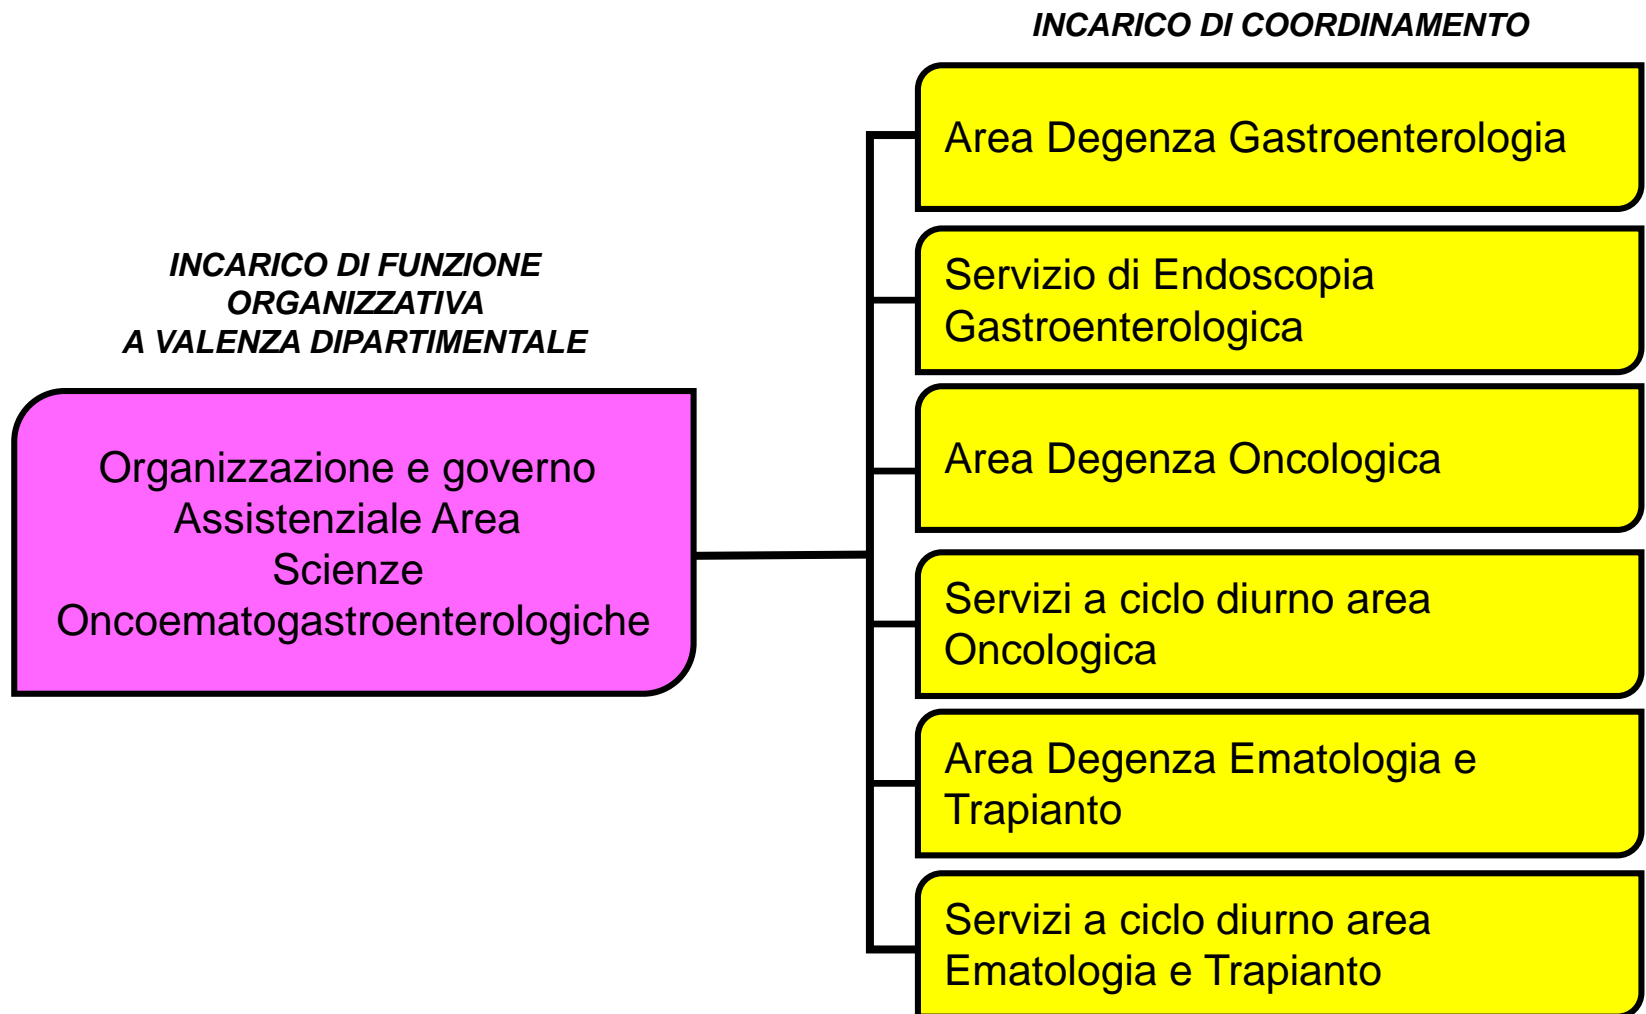 INCARICO DI COORDINAMENTO
INCARICO DI FUNZIONE
ORGANIZZATIVA
A VALENZA DIPARTIMENTALE
Organizzazione e governo
Assistenziale Area
Scienze
Oncoematogastroenterologiche
Area Degenza Gastroenterologia
Servizio di Endoscopia
Gastroenterologica
Area Degenza Oncologica
Servizi a ciclo diurno area
Oncologica
Area Degenza Ematologia e
Trapianto
Servizi a ciclo diurno area
Ematologia e Trapianto